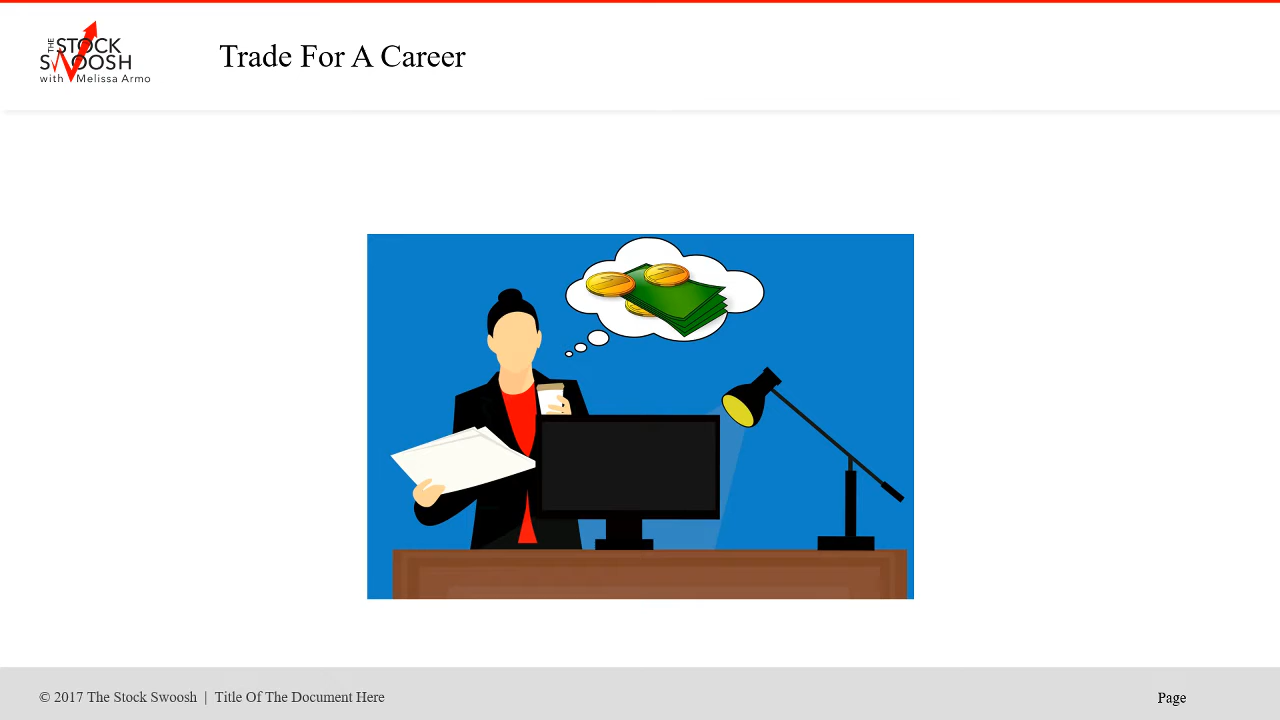 THE STOCK
SWOOSH
with Melissa Armo
Trade For A Career
© 2017 The Stock Swoosh | Title Of The Document Here
Page